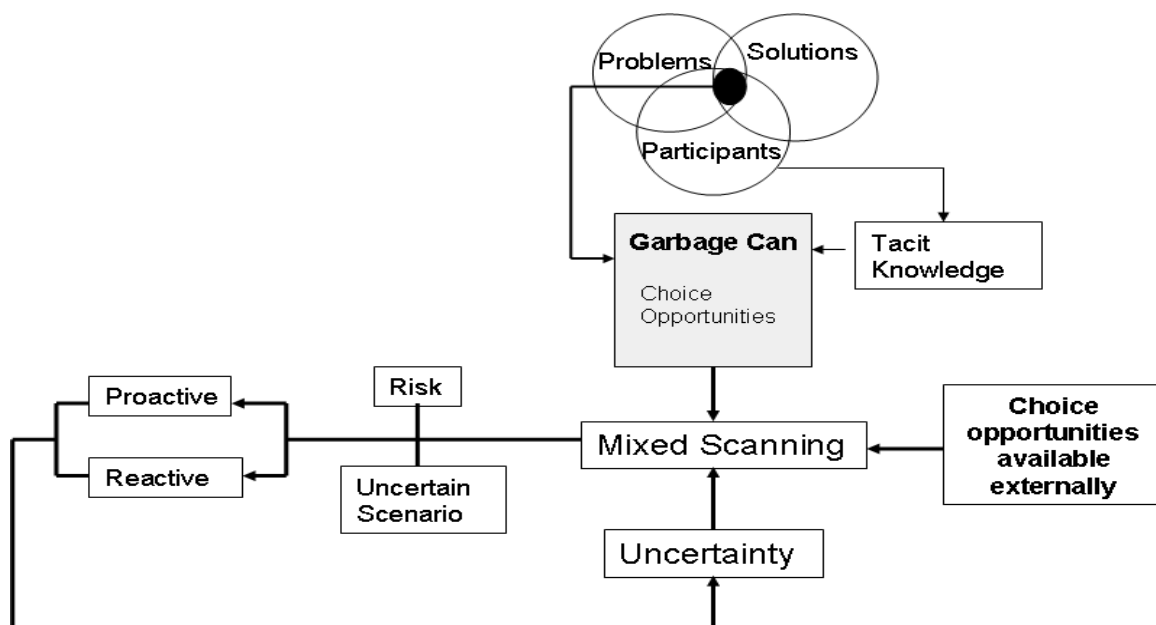 Problems
Solutions
Participants
Garbage Can
Choice
Opportunities
Tacit
Knowledge
Proactive
Reactive
Risk
Uncertain
Scenario
Mixed Scanning
Choice
opportunities
available
externally
Uncertainty